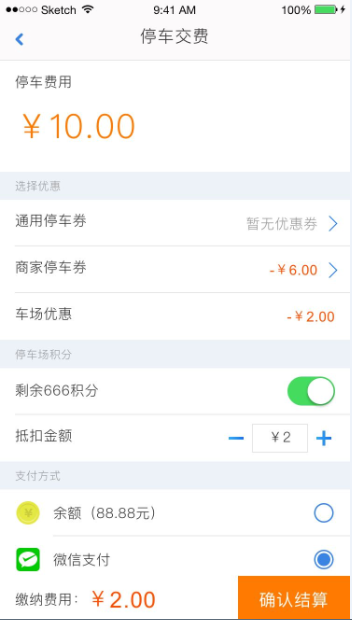 Sketch 9:41 AM 100%
停车交费
停车费用
￥10.00
选择优惠
通用停车券 暂无优惠券
商家停车券 -￥6.00
车场优惠 -￥2.00
停车场积分
剩余666积分
抵扣金额 ￥2
支付方式
￥ 余额（88.88元）
微信支付
缴纳费用：￥2.00 确认结算